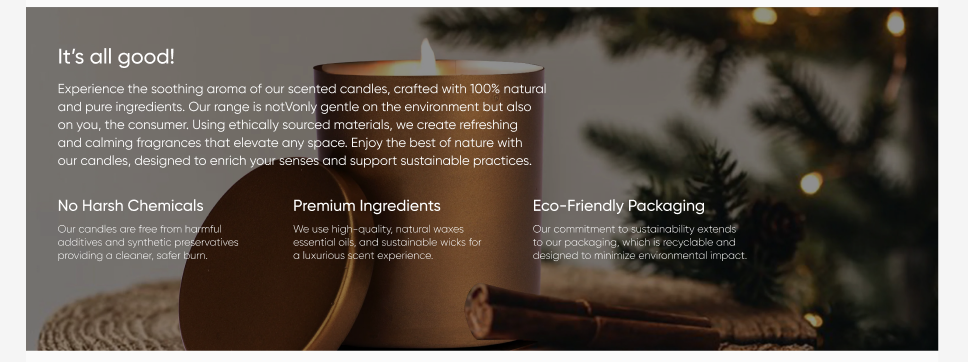 It's all good!
Experience the soothing aroma of our scented candles, crafted with 100% natural
and pure ingredients. Our range is notVonly gentle on the environment but also
on you, the consumer. Using ethically sourced materials, we create refreshing
and calming fragrances that elevate any space. Enjoy the best of nature with
our candles, designed to enrich your senses and support sustainable practices.
No Harsh Chemicals
Our candles are free from harmful
additives and synthetic preservatives
providing a cleaner, safer burn.
Premium Ingredients
We use high-quality, natural waxes
essential oils, and sustainable wicks for
a luxurious scent experience.
Eco-Friendly Packaging
Our commitment to sustainability extends
to our packaging, which is recyclable and
designed to minimize environmental impact.